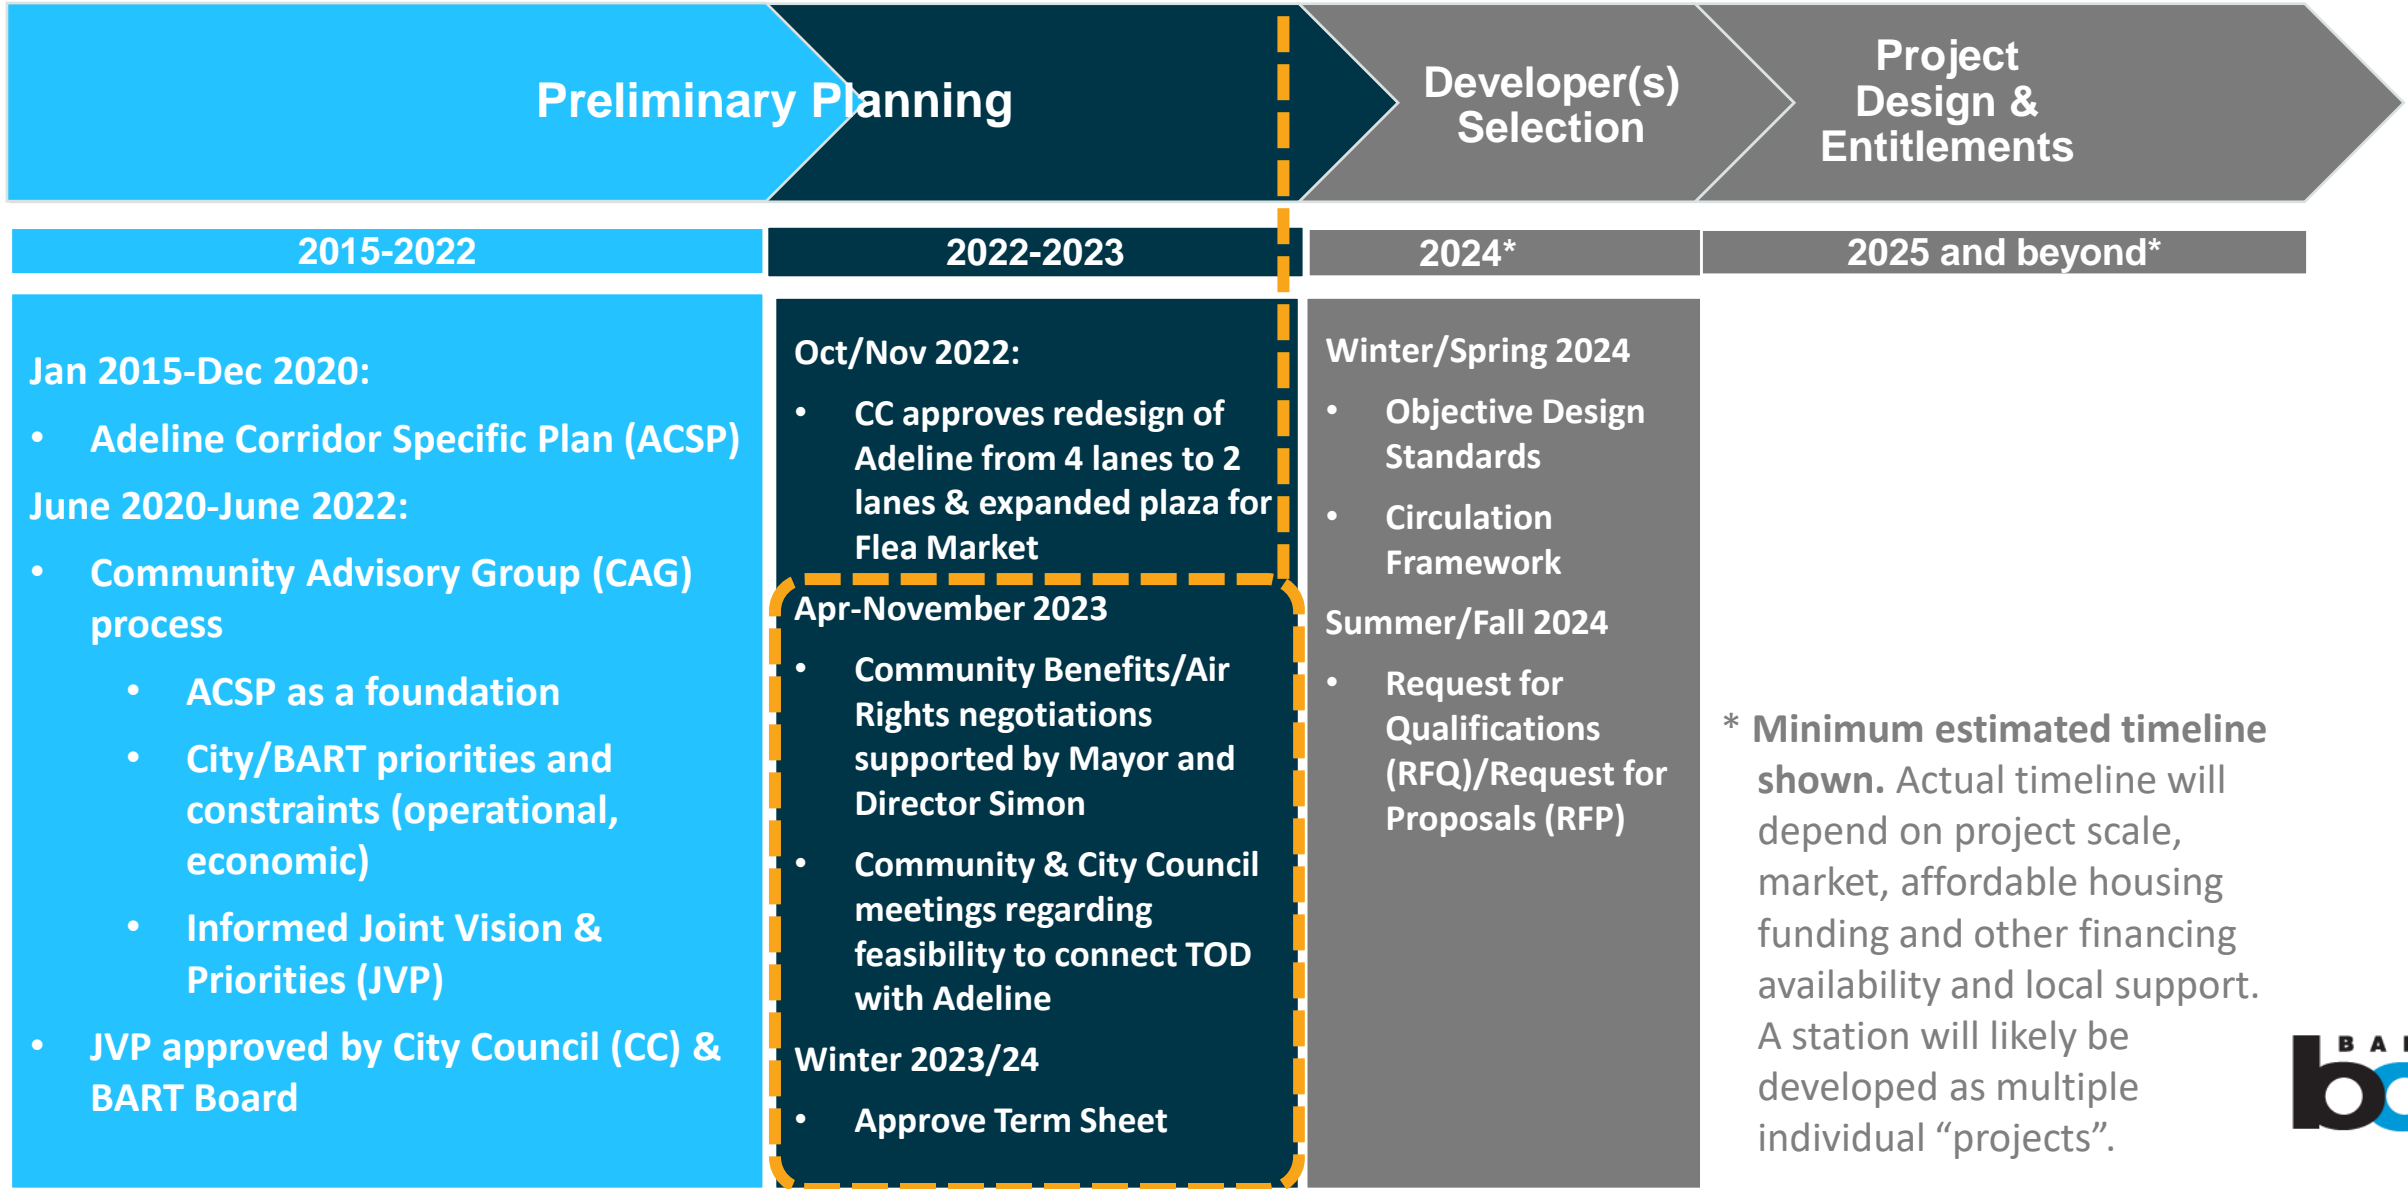 Preliminary Planning
Developer(s)
Selection
Project
Design &
Entitlements
2015-2022
2022-2023
2024*
2025 and beyond*
Jan 2015-Dec 2020:
• Adeline Corridor Specific Plan (ACSP)
June 2020-June 2022:
• Community Advisory Group (CAG)
process
• ACSP as a foundation
• City/BART priorities and
constraints (operational,
economic)
• Informed Joint Vision &
Priorities (JVP)
• JVP approved by City Council (CC) &
BART Board
Oct/Nov 2022:
• CC approves redesign of
Adeline from 4 lanes to 2
lanes & expanded plaza for
Flea Market
Apr-November 2023
• Community Benefits/Air
Rights negotiations
supported by Mayor and
Director Simon
• Community & City Council
meetings regarding
feasibility to connect TOD
with Adeline
Winter 2023/24
• Approve Term Sheet
Winter/Spring 2024
• Objective Design
Standards
• Circulation
Framework
Summer/Fall 2024
• Request for
Qualifications
(RFQ)/Request for
Proposals (RFP)
* Minimum estimated timeline
shown. Actual timeline will
depend on project scale,
market, affordable housing
funding and other financing
availability and local support.
A station will likely be
developed as multiple
individual “projects”.